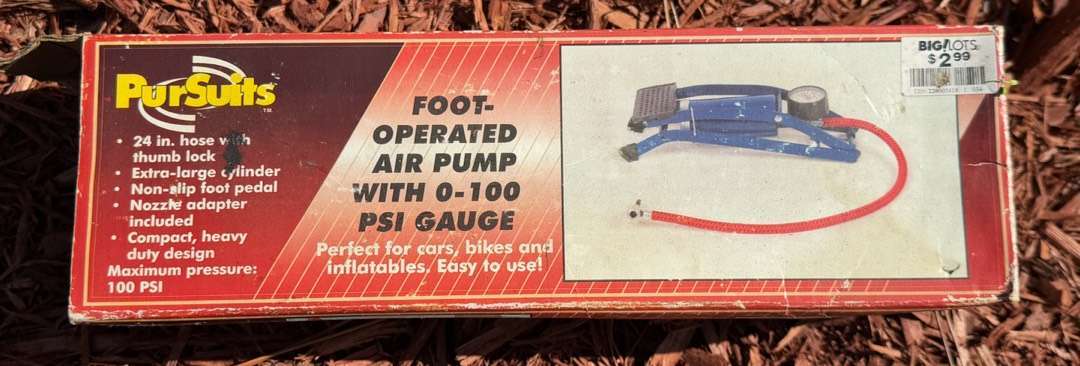 PurSuits
TM
• 24 in. hose with
thumb lock
• Extra-large cylinder
• Non-slip foot pedal
• Nozzle adapter
included
• Compact, heavy
duty design
Maximum pressure:
100 PSI
FOOT-
OPERATED
AIR PUMP
WITH 0-100
PSI GAUGE
Perfect for cars, bikes and
inflatables. Easy to use!
BIG LOTS
$2.99